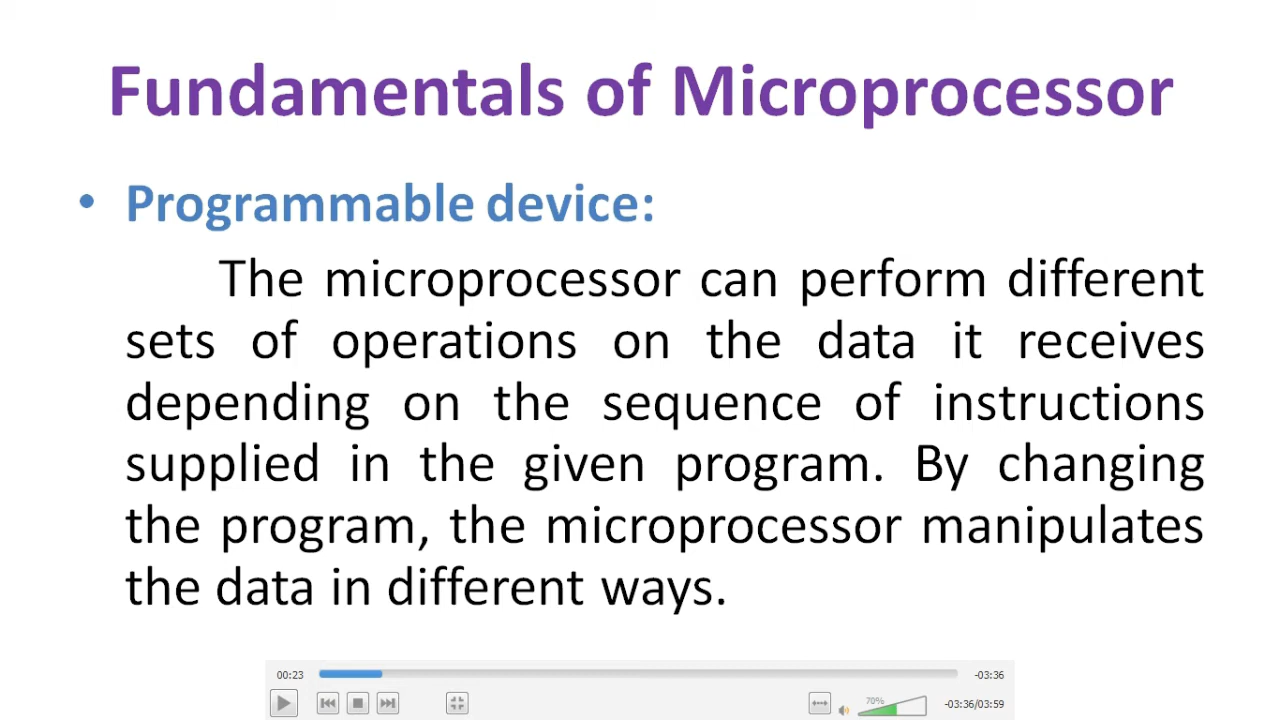 Fundamentals of Microprocessor
• Programmable device:
The microprocessor can perform different
sets of operations on the data it receives
depending on the sequence of instructions
supplied in the given program. By changing
the program, the microprocessor manipulates
the data in different ways.
00:23 -03:36
70% -03:36/03:59